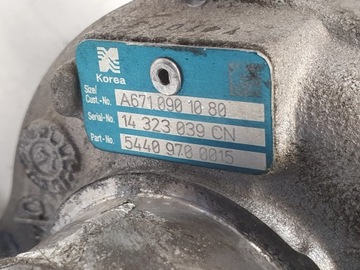 Korea
Size/
Cust.-No. A671 090 10 80
Serial-No. 14 323 039 CN
Part-No. 5440 970 0015